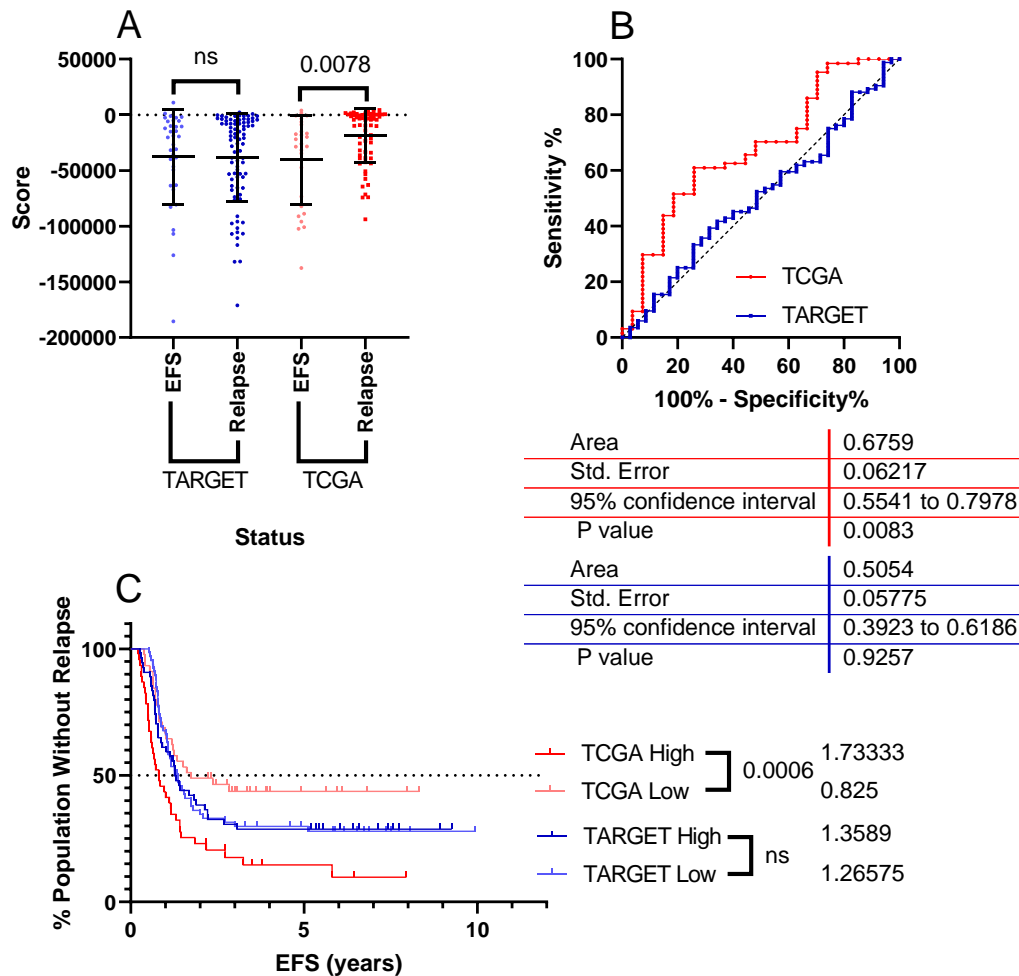 A
50000
0
-50000
-100000
-150000
-200000
Score
ns
0.0078
EFS
Relapse
EFS
Relapse
TARGET
TCGA
Status
B
100
80
60
40
20
0
Sensitivity %
TCGA
TARGET
0 20 40 60 80 100
100% - Specificity%
Area 0.6759
Std. Error 0.06217
95% confidence interval 0.5541 to 0.7978
P value 0.0083
Area 0.5054
Std. Error 0.05775
95% confidence interval 0.3923 to 0.6186
P value 0.9257
C
% Population Without Relapse
100
50
0
0 5 10
EFS (years)
TCGA High 1.73333
0.0006
TCGA Low 0.825
TARGET High 1.3589
ns
TARGET Low 1.26575